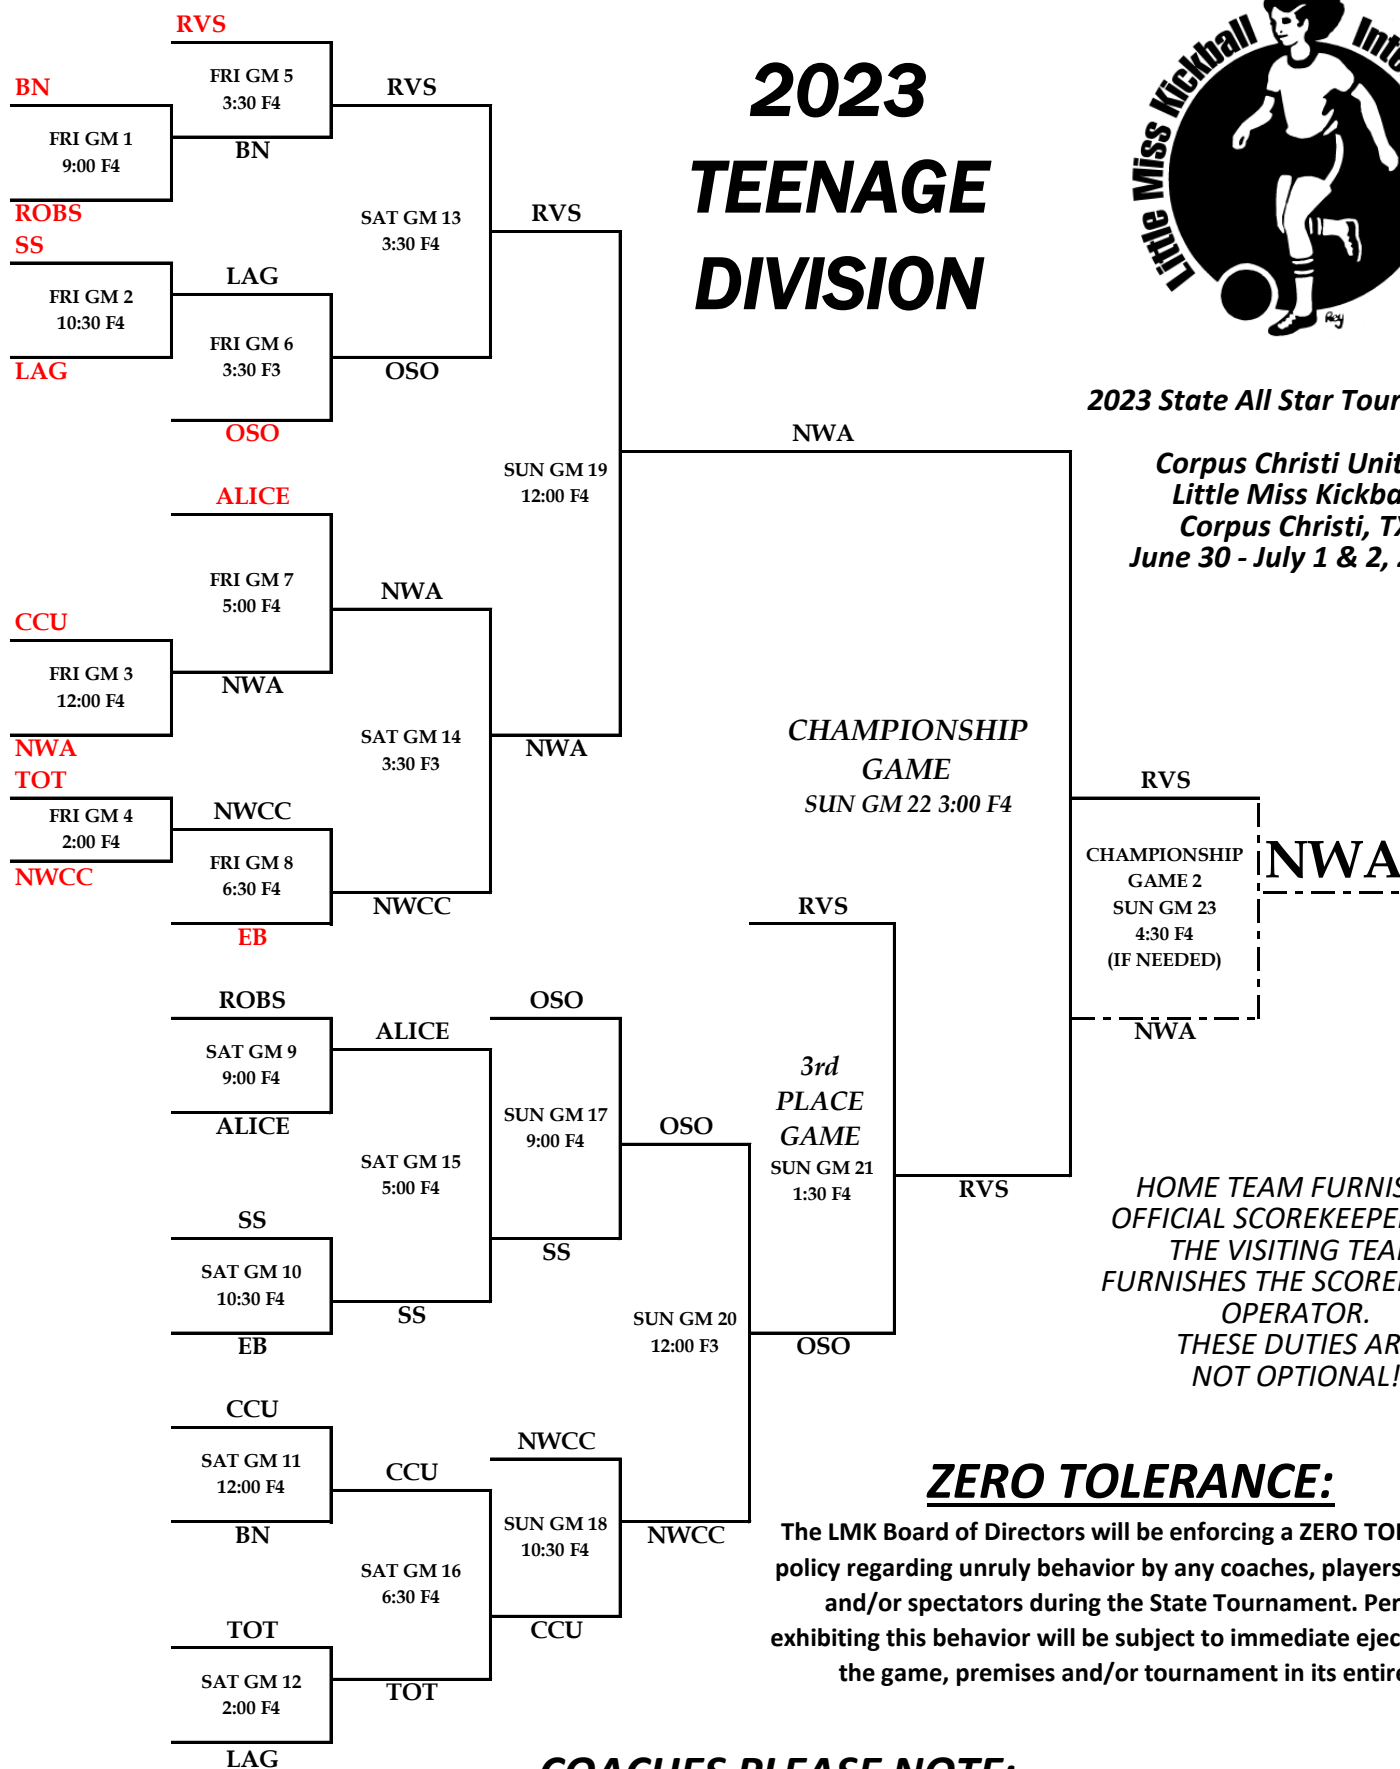 RVS
BN
FRI GM 5
3:30 F4
RVS
FRI GM 1
9:00 F4
BN
ROBS
SS
SAT GM 13
3:30 F4
RVS
LAG
FRI GM 2
10:30 F4
FRI GM 6
3:30 F3
LAG
OSO
OSO
2023
TEENAGE
DIVISION
Little Miss Kickball
Rey
2023 State All Star
Corpus Christi
Little Miss
Corpus Christi,
June 30 - July 1 & 2,
NWA
SUN GM 19
12:00 F4
ALICE
FRI GM 7
5:00 F4
NWA
CCU
FRI GM 3
12:00 F4
NWA
NWA
TOT
SAT GM 14
3:30 F3
NWA
FRI GM 4
2:00 F4
NWCC
NWCC
FRI GM 8
6:30 F4
NWCC
EB
CHAMPIONSHIP
GAME
SUN GM 22 3:00 F4
RVS
CHAMPIONSHIP
GAME 2
SUN GM 23
4:30 F4
(IF NEEDED)
NWA
NWA
RVS
ROBS
SAT GM 9
9:00 F4
ALICE
ALICE
OSO
SUN GM 17
9:00 F4
OSO
SAT GM 15
5:00 F4
SS
SAT GM 10
10:30 F4
SS
SS
EB
3rd
PLACE
GAME
SUN GM 21
1:30 F4
RVS
SUN GM 20
12:00 F3
OSO
CCU
SAT GM 11
12:00 F4
CCU
BN
NWCC
SUN GM 18
10:30 F4
NWCC
SAT GM 16
6:30 F4
CCU
TOT
SAT GM 12
2:00 F4
TOT
LAG
HOME TEAM
OFFICIAL
THE VISITING
FURNISHES THE
OPERATOR.
THESE DUTIES
NOT OPTIONAL!
ZERO TOLERANCE:
The LMK Board of Directors will be enforcing a ZERO
policy regarding unruly behavior by any coaches, players
and/or spectators during the State Tournament.
exhibiting this behavior will be subject to immediate
the game, premises and/or tournament in its
COACHES PLEASE NOTE: